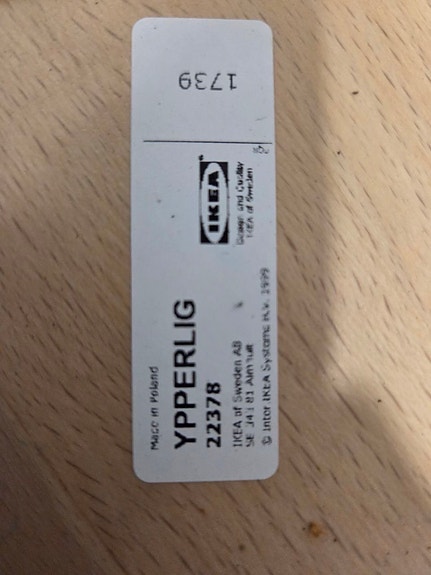 Made in Poland
YPPERLIG
22378
IKEA of Sweden AB
SE 343 81 Älmhult
© Inter IKEA Systems B.V. 1999
IKEA®
Design and Quality
IKEA of Sweden
PQR
1739